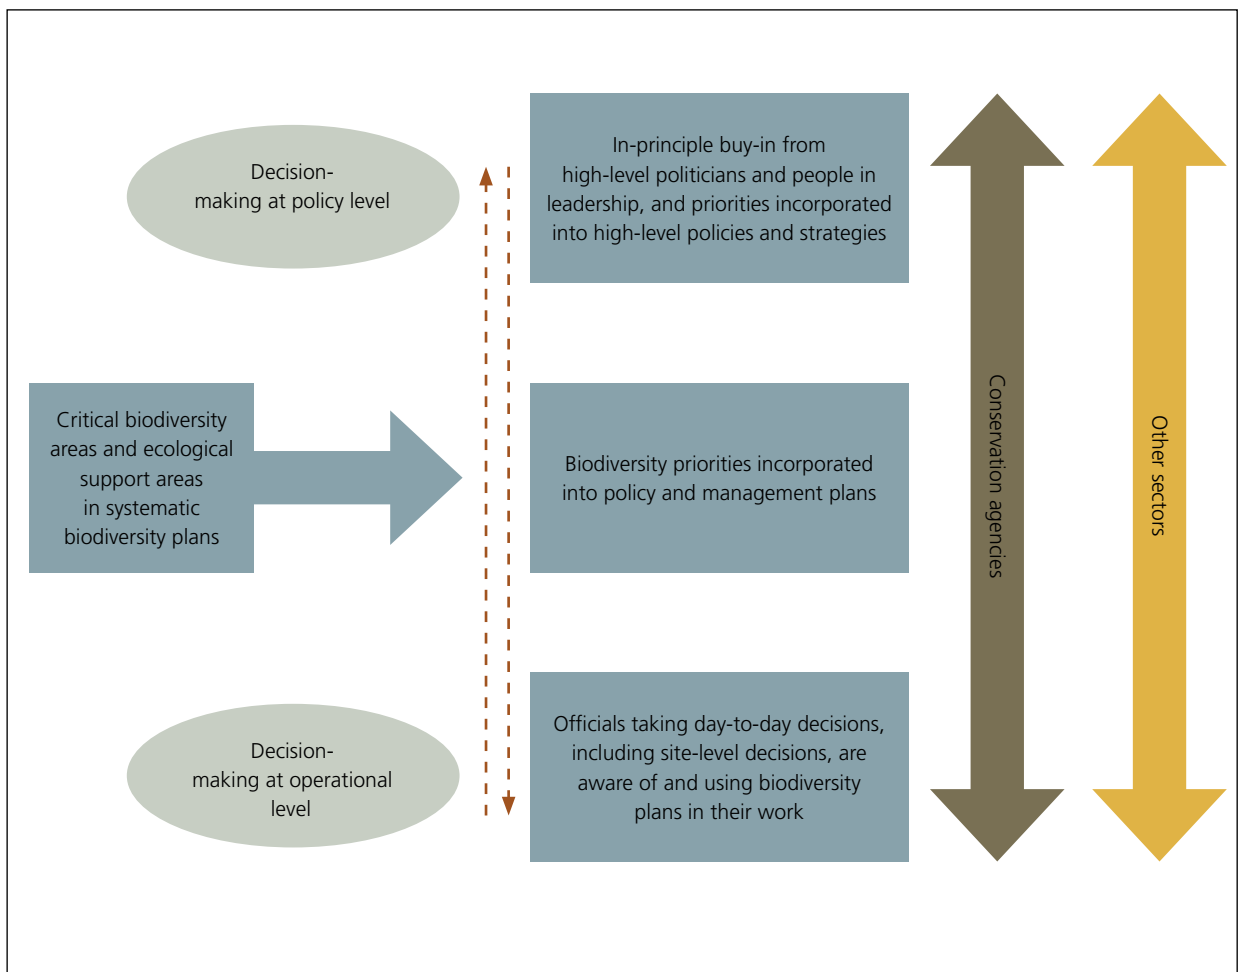 Decision-
making at policy level
In-principle buy-in from
high-level politicians and people in
leadership, and priorities incorporated
into high-level policies and strategies
Critical biodiversity
areas and ecological
support areas
in systematic
biodiversity plans
Biodiversity priorities incorporated
into policy and management plans
Decision-
making at operational
level
Officials taking day-to-day decisions,
including site-level decisions, are
aware of and using biodiversity
plans in their work
Conservation agencies
Other sectors